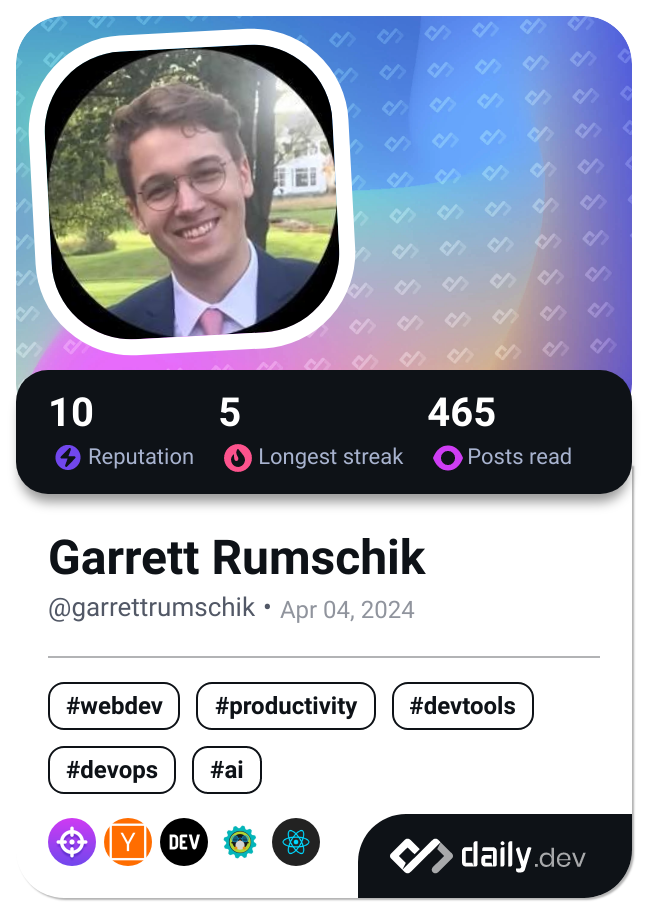 10 5 465
Reputation Longest streak Posts read
Garrett Rumschik
@garrettrumschik • Apr 04, 2024
#webdev #productivity #devtools
#devops #ai
Y DEV
daily.dev